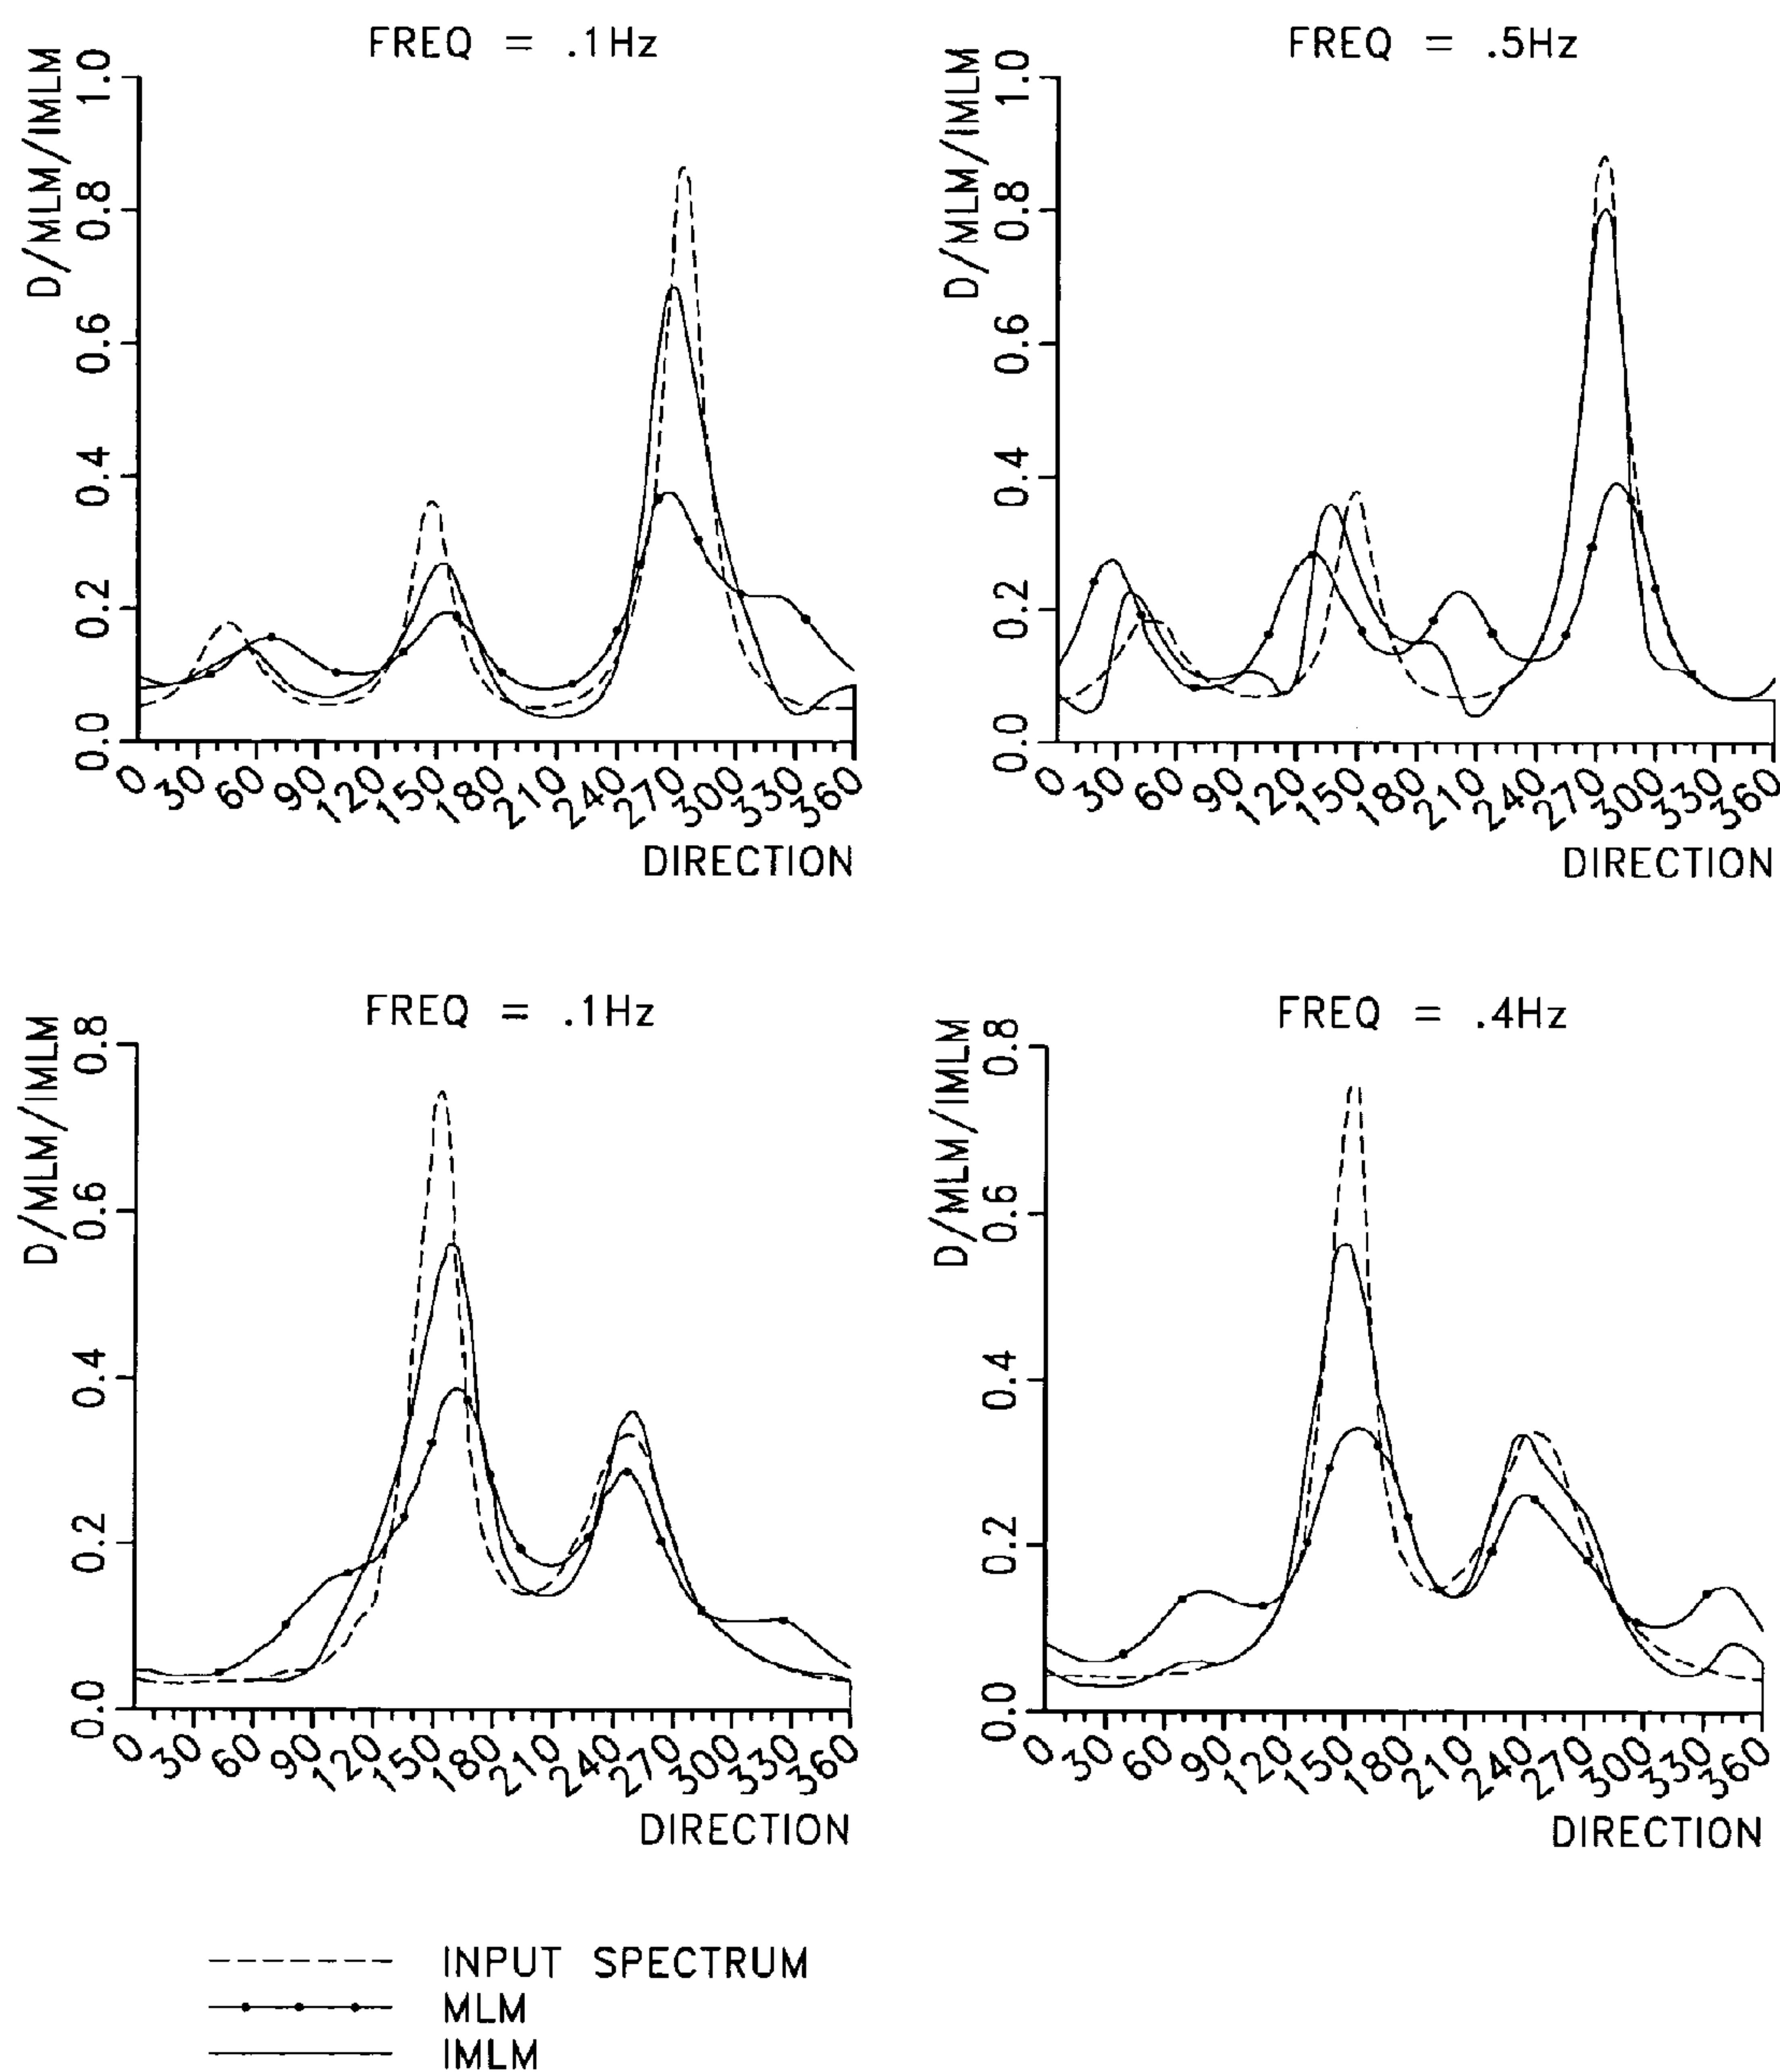 FREQ = .1Hz
D/MLM/IMLM
1.0
0.8
0.6
0.4
0.2
0.0
0 30 60 90 120 150 180 210 240 270 300 330 360
DIRECTION
FREQ = .5Hz
D/MLM/IMLM
1.0
0.8
0.6
0.4
0.2
0.0
0 30 60 90 120 150 180 210 240 270 300 330 360
DIRECTION
FREQ = .1Hz
D/MLM/IMLM
0.8
0.6
0.4
0.2
0.0
0 30 60 90 120 150 180 210 240 270 300 330 360
DIRECTION
FREQ = .4Hz
D/MLM/IMLM
0.8
0.6
0.4
0.2
0.0
0 30 60 90 120 150 180 210 240 270 300 330 360
DIRECTION
INPUT SPECTRUM
MLM
IMLM